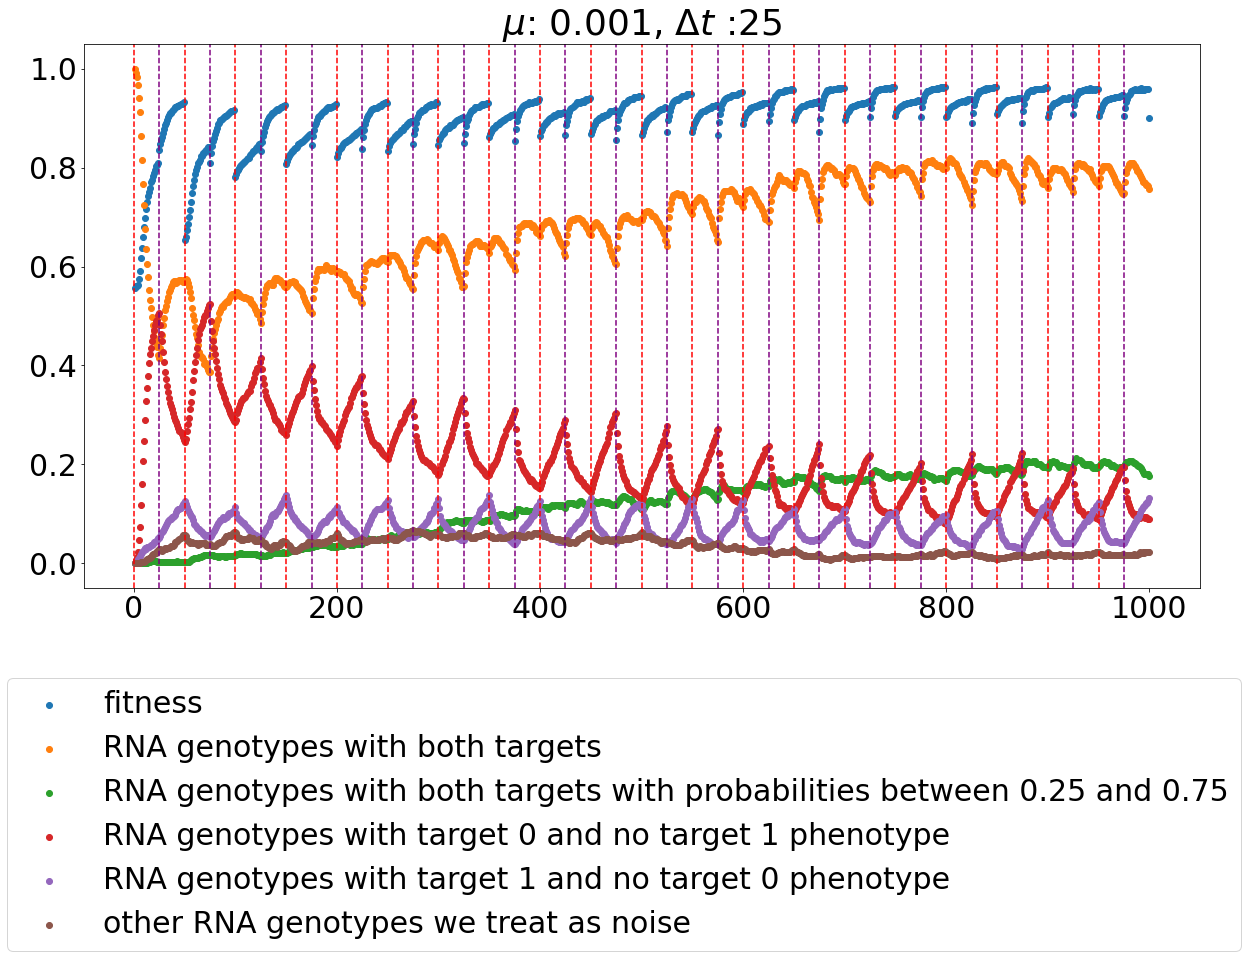 μ: 0.001, Δt :25
1.0
0.8
0.6
0.4
0.2
0.0
0 200 400 600 800 1000
fitness
RNA genotypes with both targets
RNA genotypes with both targets with probabilities between 0.25 and 0.75
RNA genotypes with target 0 and no target 1 phenotype
RNA genotypes with target 1 and no target 0 phenotype
other RNA genotypes we treat as noise